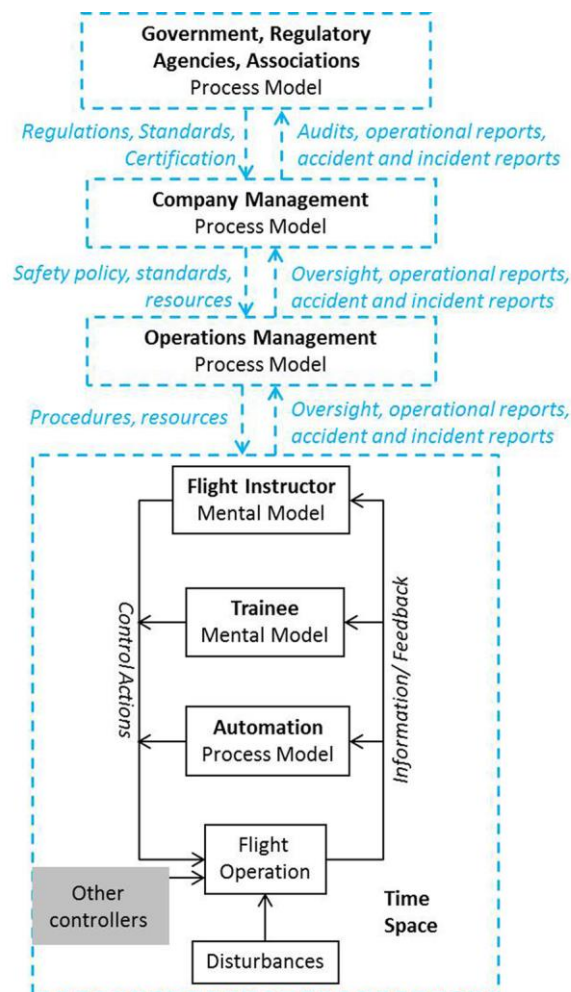 Government, Regulatory
Agencies, Associations
Process Model
Regulations, Standards,
Certification
Audits, operational reports,
accident and incident reports
Company Management
Process Model
Safety policy, standards,
resources
Oversight, operational reports,
accident and incident reports
Operations Management
Process Model
Procedures, resources
Oversight, operational reports,
accident and incident reports
Flight Instructor
Mental Model
Trainee
Mental Model
Control Actions
Information/ Feedback
Automation
Process Model
Flight
Operation
Other
controllers
Time
Space
Disturbances